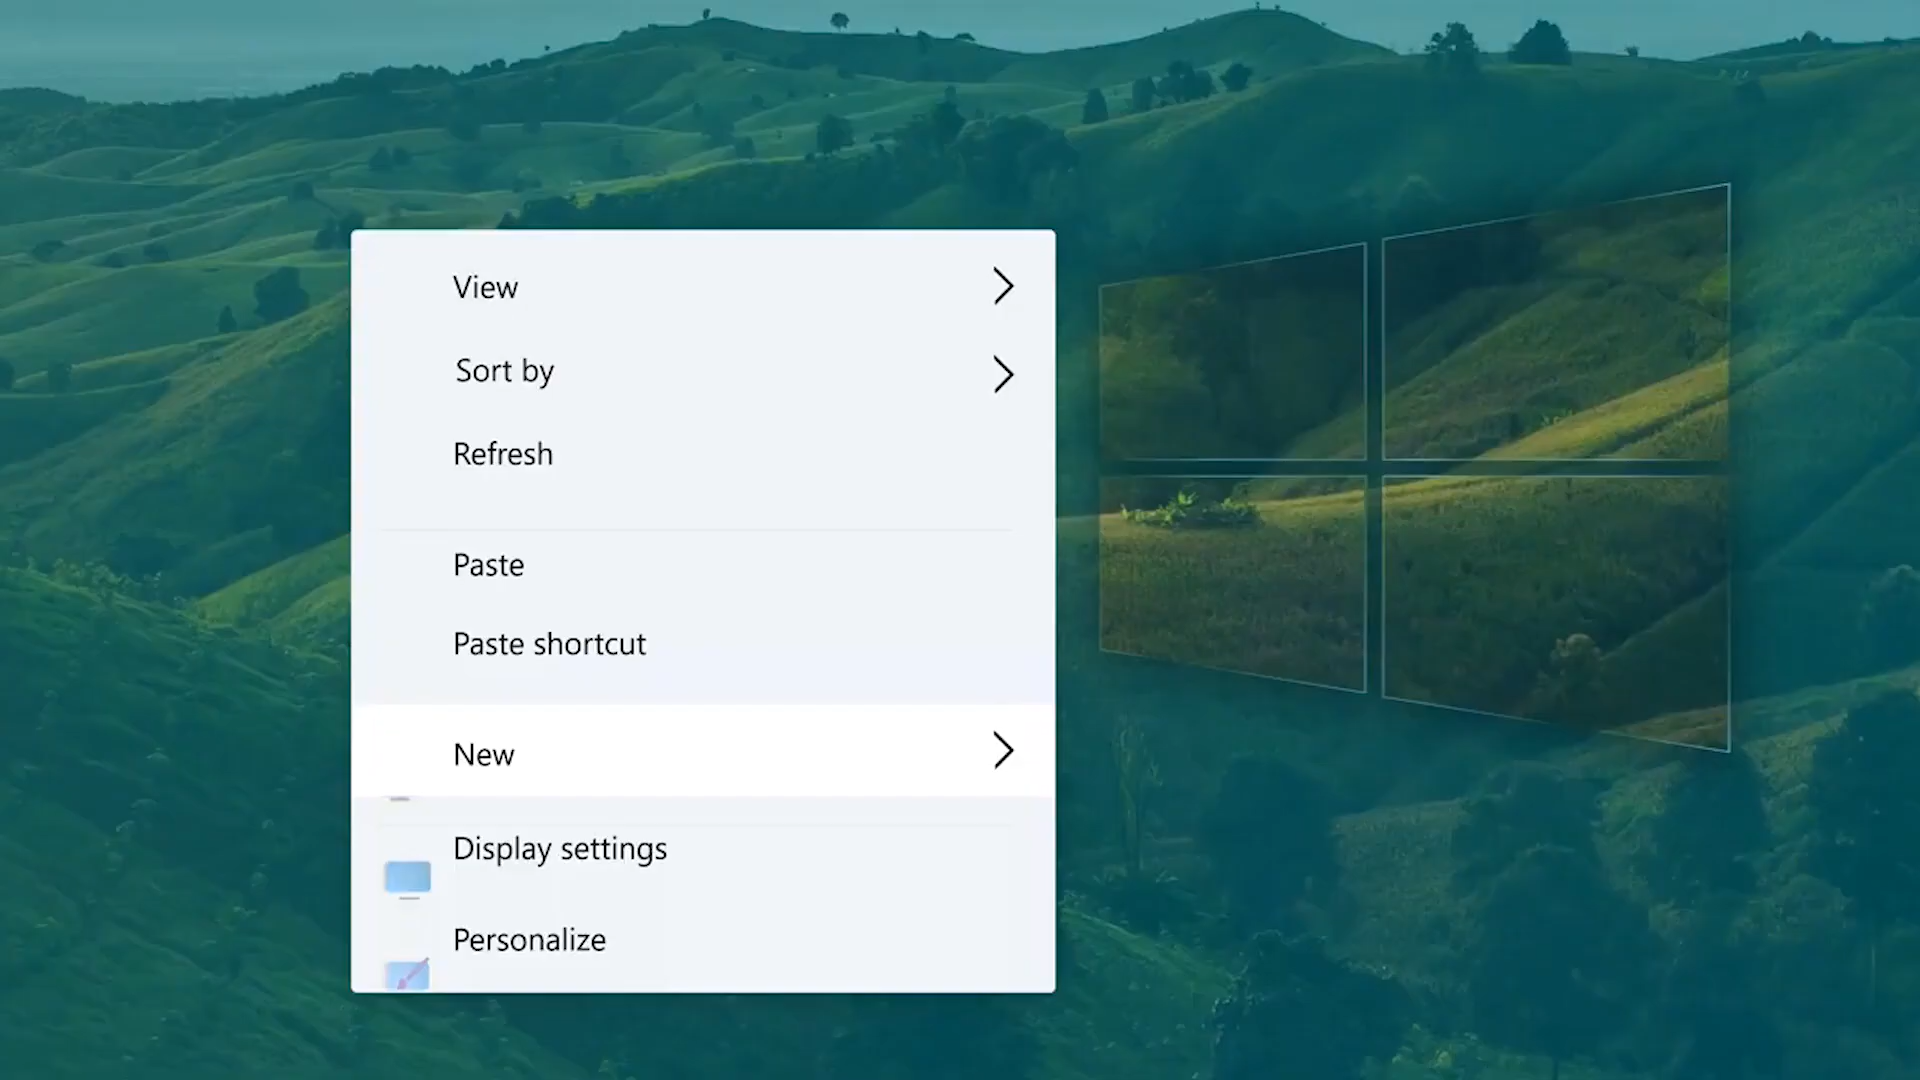 View
Sort by
Refresh
Paste
Paste shortcut
New
Display settings
Personalize